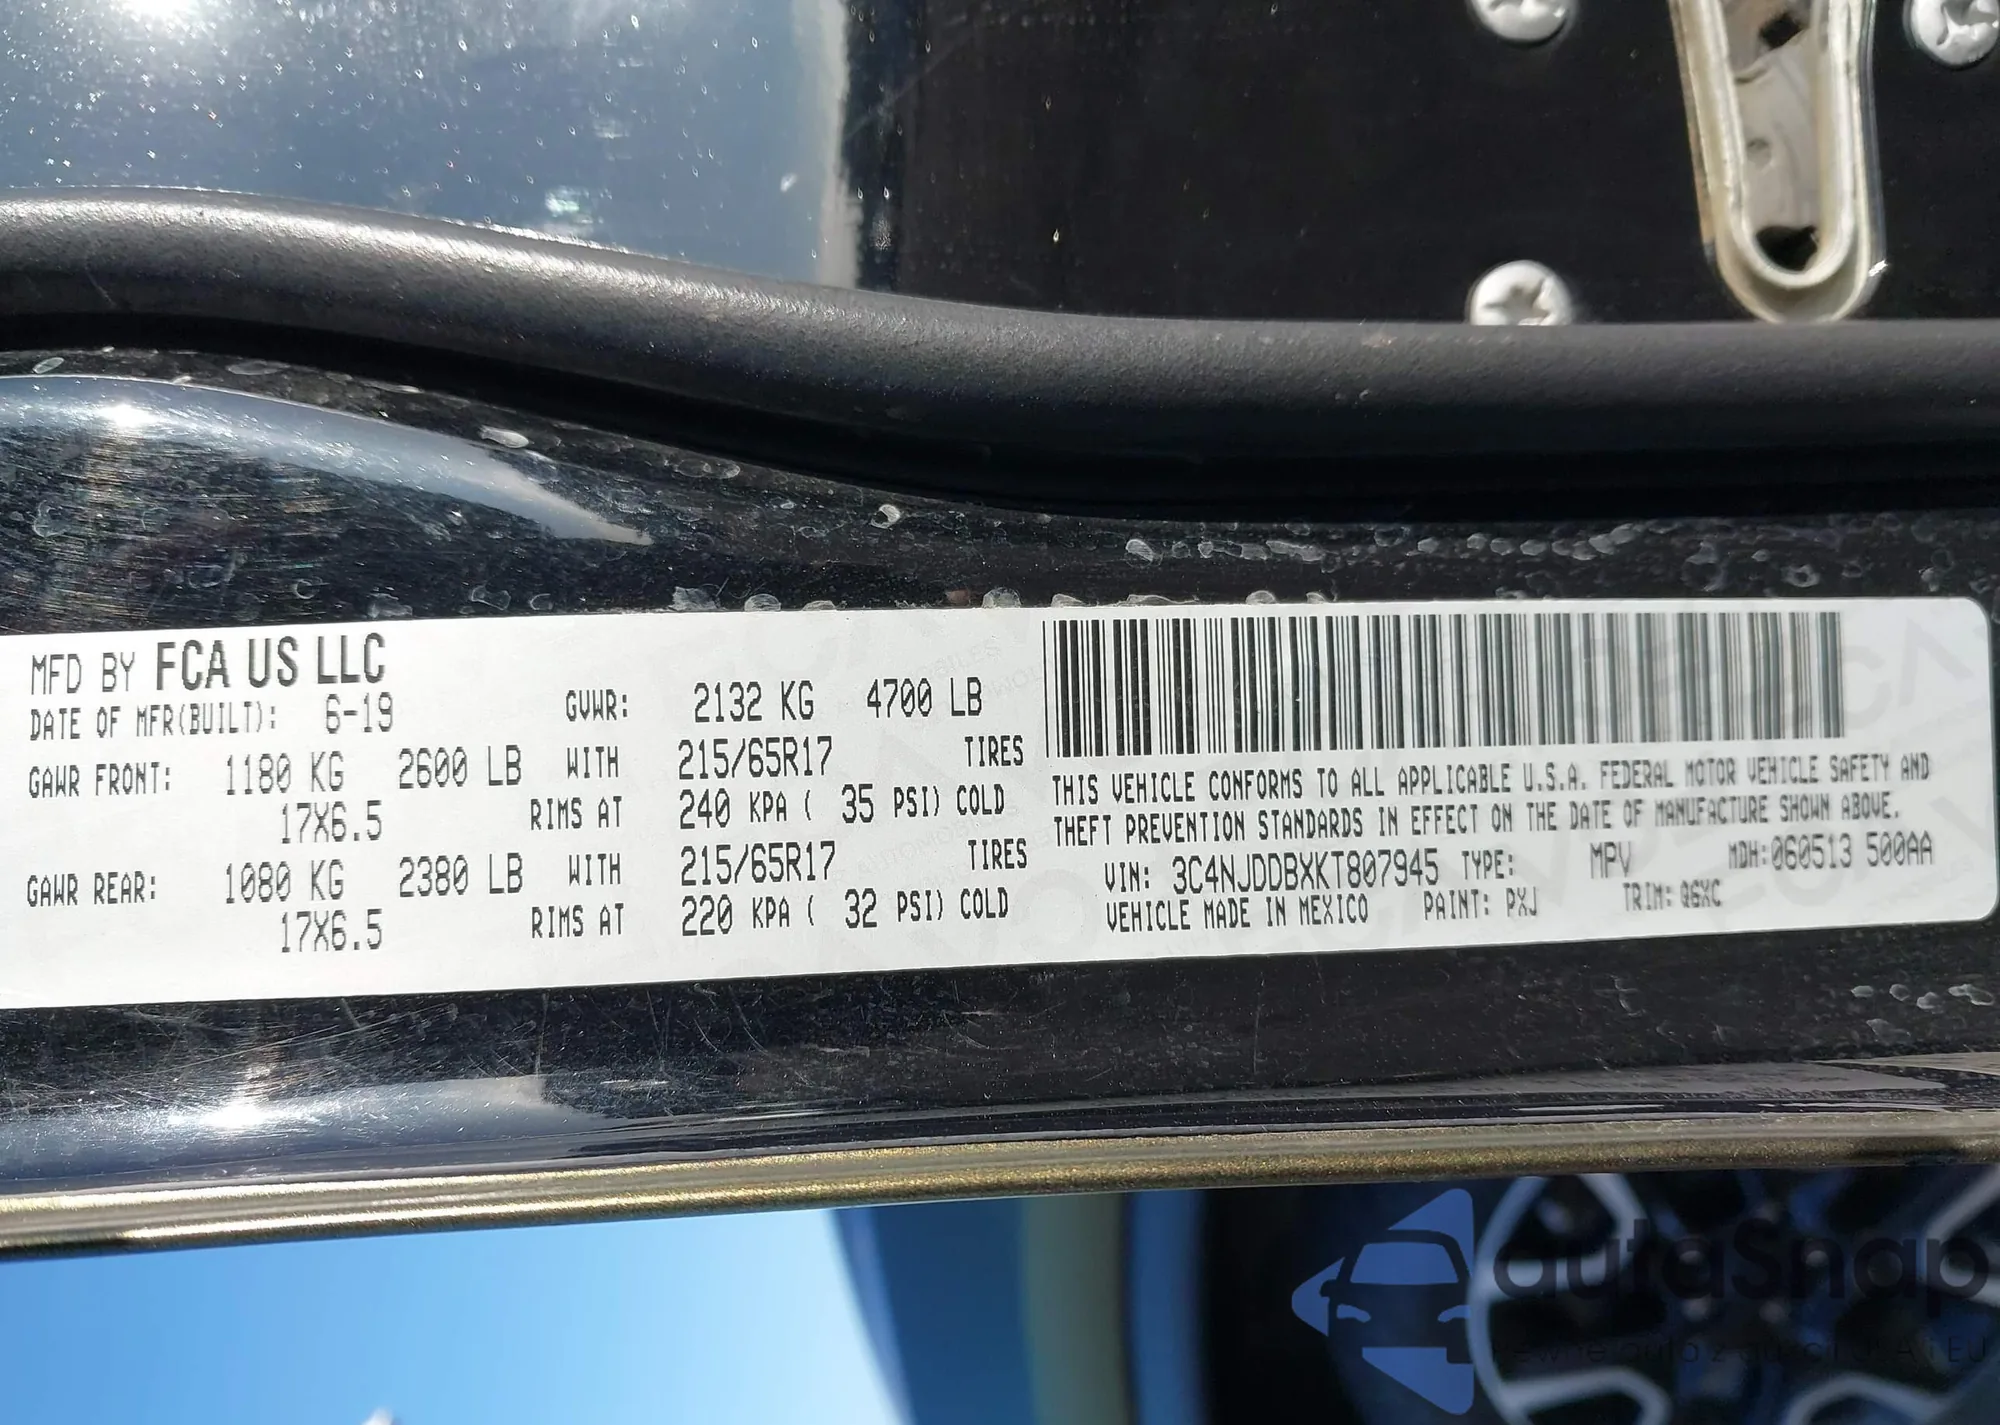 MFD BY FCA US LLC
DATE OF MFR(BUILT): 6-19 GVWR: 2132 KG 4700 LB
GAWR FRONT: 1180 KG 2600 LB WITH 215/65R17 TIRES
17X6.5 RIMS AT 240 KPA ( 35 PSI) COLD
GAWR REAR: 1080 KG 2380 LB WITH 215/65R17 TIRES
17X6.5 RIMS AT 220 KPA ( 32 PSI) COLD
THIS VEHICLE CONFORMS TO ALL APPLICABLE U.S.A. FEDERAL MOTOR VEHICLE SAFETY AND
THEFT PREVENTION STANDARDS IN EFFECT ON THE DATE OF MANUFACTURE SHOWN ABOVE.
VIN: 3C4NJDDBXKT807945 TYPE: MPV MDH:060513 500AA
VEHICLE MADE IN MEXICO PAINT: PXJ TRIM: Q6XC
autaSnap